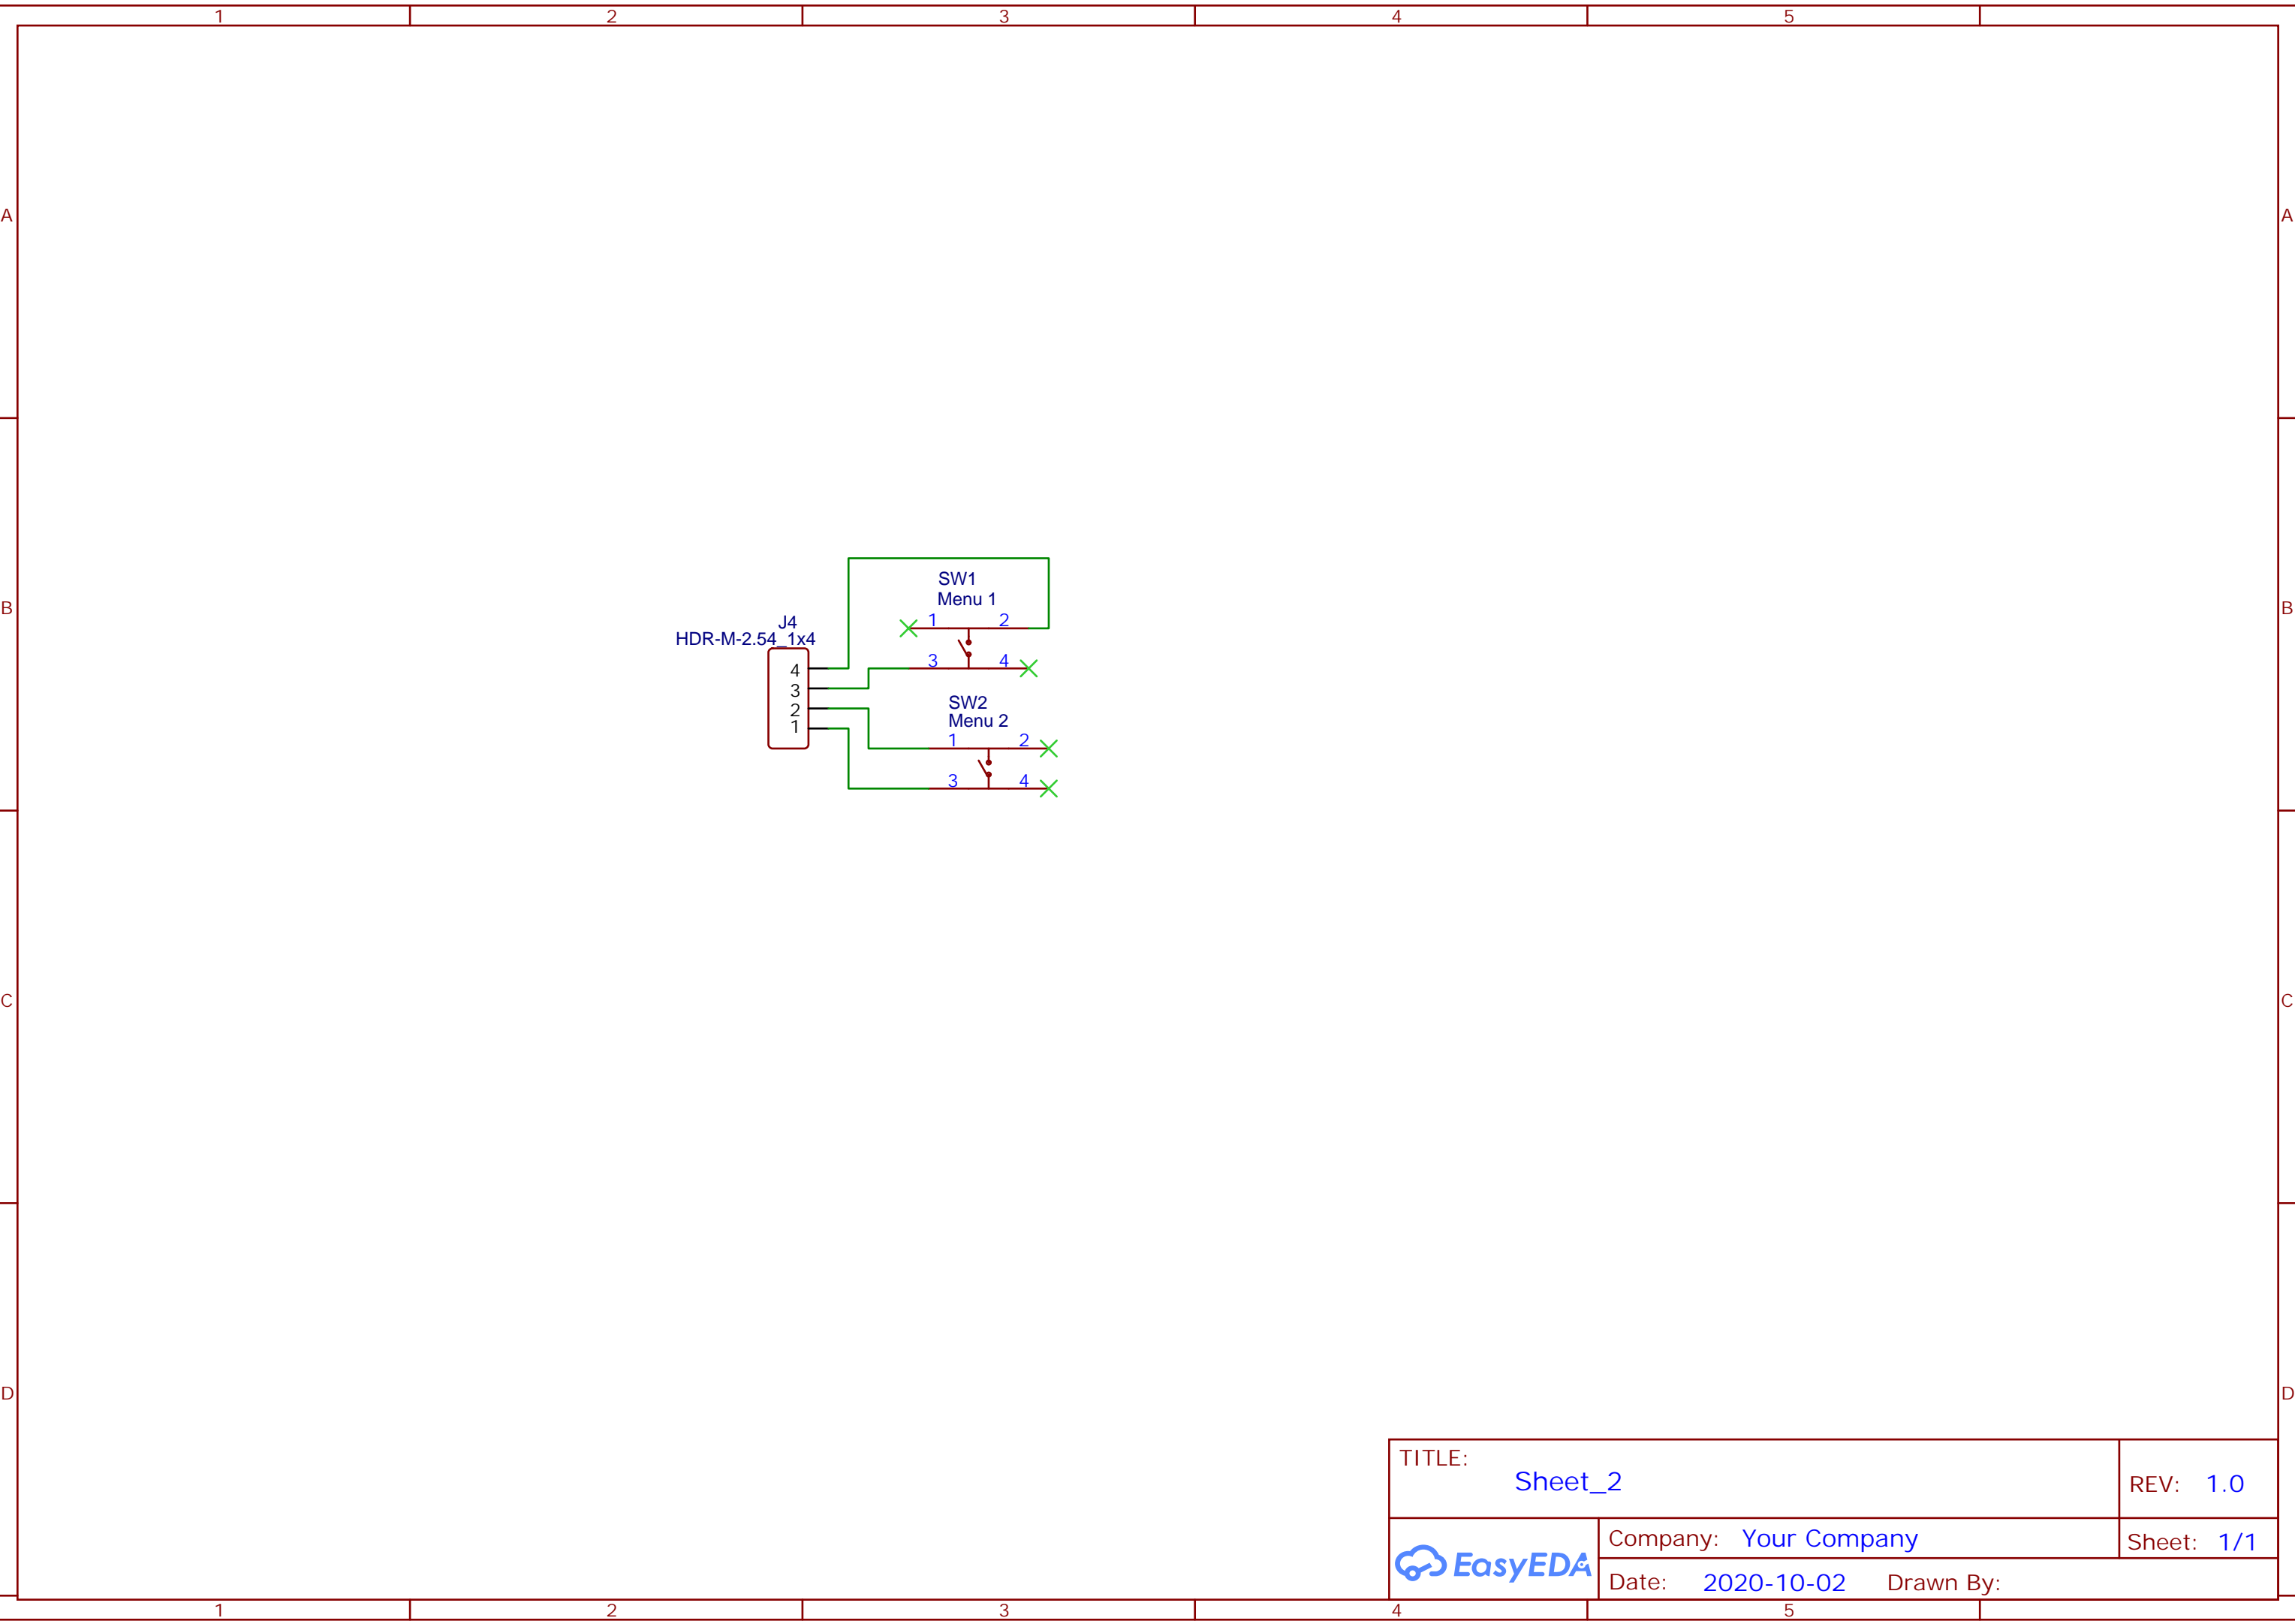 1 2 3 4 5
A A
B B
C C
D D
SW1
Menu 1
1 2
3 4
J4
HDR-M-2.54_1x4
4
3
2
1
SW2
Menu 2
1 2
3 4
TITLE:
Sheet_2
REV: 1.0
EasyEDA
Company: Your Company
Sheet: 1/1
Date: 2020-10-02 Drawn By:
1 2 3 4 5